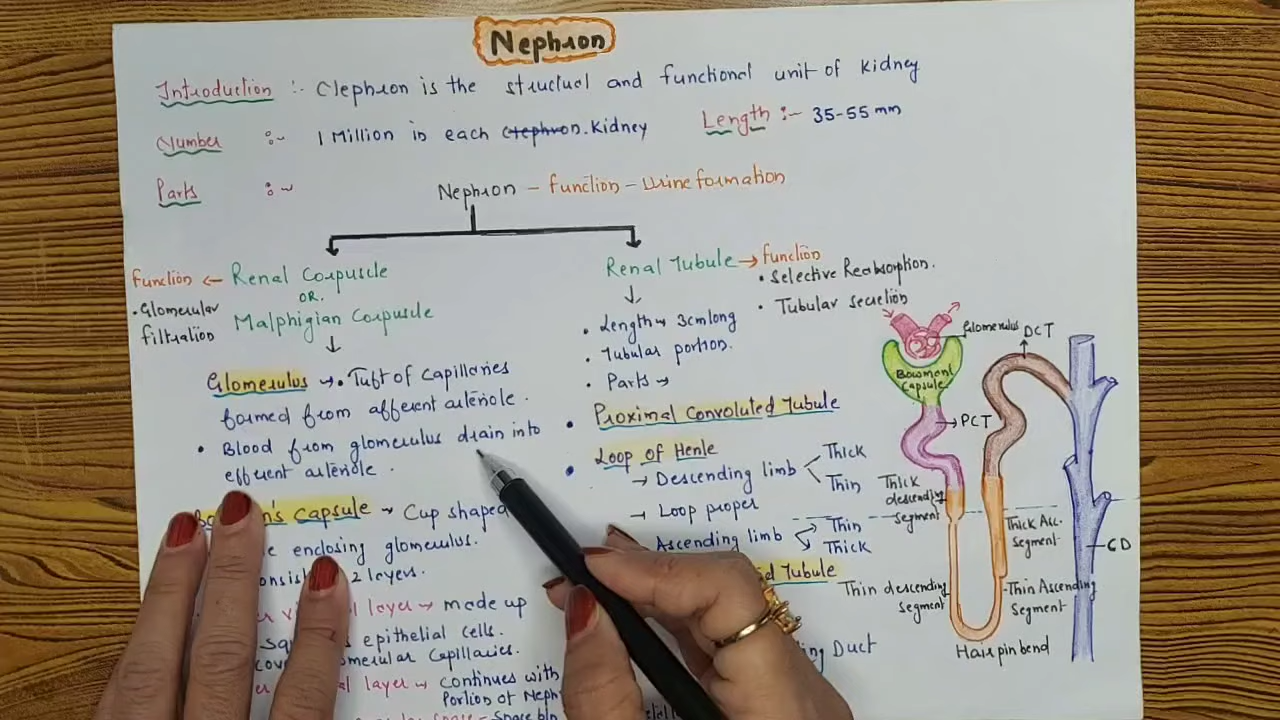 Nephron
Introduction :- Nephron is the structual and functional unit of kidney
Number :- 1 Million in each Nephron. Kidney
Length :- 35-55 mm
Parts :-
Nephron - function - Urine formation
function ← Renal Corpuscle
OR.
• Glomerular filtration
Malphigian Corpuscle
↓
Glomerulus → • Tuft of Capillaries
formed from afferent arteriole.
• Blood from glomerulus drain into
efferent arteriole.
capsule → Cup shaped
enclosing glomerulus.
2 layers.
layer → made up
epithelial cells.
Capillaries.
layer → continues with
Portion of
Renal Tubule → function
• Selective Reabsorption.
• Tubular secretion
↓
• Length → 3cm long
• Tubular portion.
• Parts →
• Proximal Convoluted Tubule
• Loop of Henle
→ Descending limb
Thick
Thin
→ Loop proper
Ascending limb
Thin
Thick
Tubule
Duct
Glomerulus
DCT
Bowment
Capsule
→ PCT
Thick
descending
segment
Thick Asc-
Segment
CD
Thin descending
segment
Thin Ascending
Segment
Hairpin bend